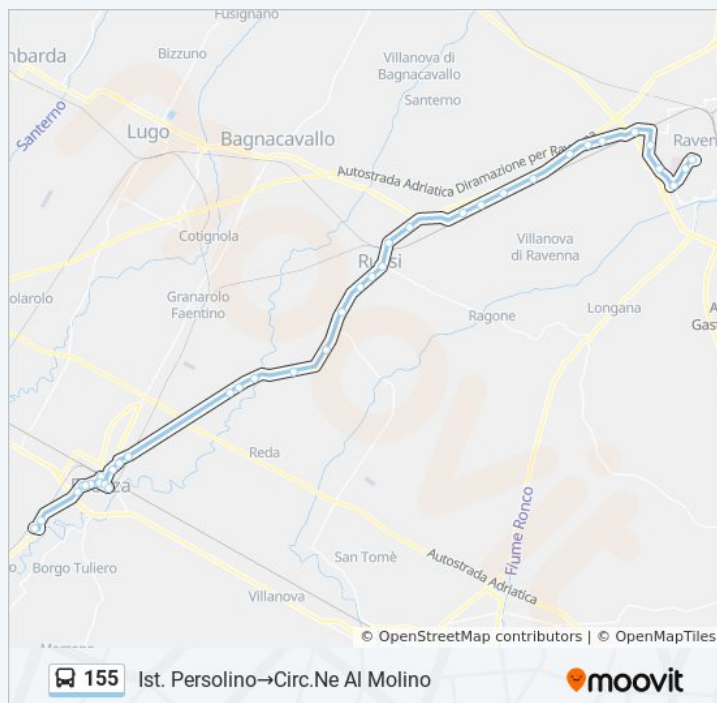 Fusignano
mbarda
Bizzuno
Villanova di
Bagnacavallo
Santerno
Santerno
Lugo
Bagnacavallo
Raven
Autostrada Adriatica Diramazione per Ravenna
Cotignola
Russi
Villanova
di Ravenna
olarolo
Granarolo
Faentino
Ragone
Longana
A
Gast
Reda
Faenza
Fiume Ronco
San Tomè
Autostrada Adriatica
o
Borgo Tuliero
Villanova
moovit
© OpenStreetMap contributors | © OpenMapTiles
155 Ist. Persolino→Circ.Ne Al Molino
moovit